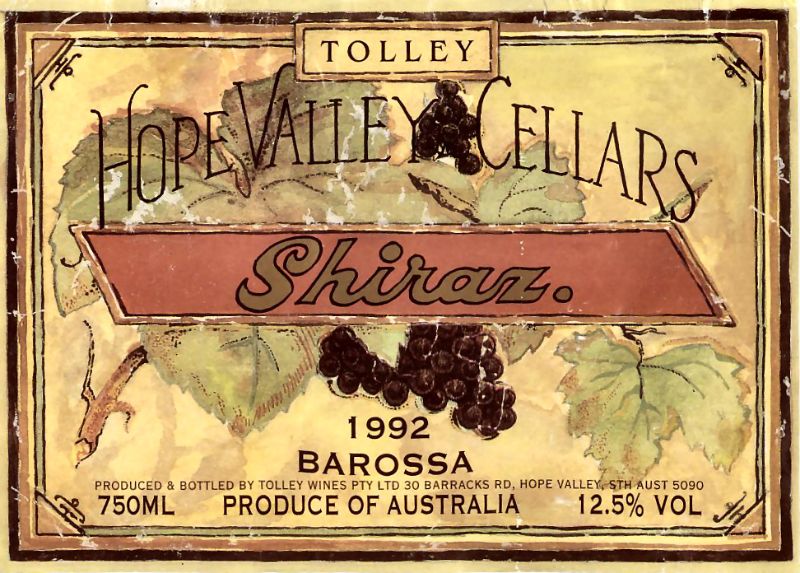 TOLLEY
HOPE VALLEY CELLARS
Shiraz.
1992
BAROSSA
PRODUCED & BOTTLED BY TOLLEY WINES PTY LTD 30 BARRACKS RD, HOPE VALLEY, STH AUST 5090
750ML PRODUCE OF AUSTRALIA 12.5% VOL